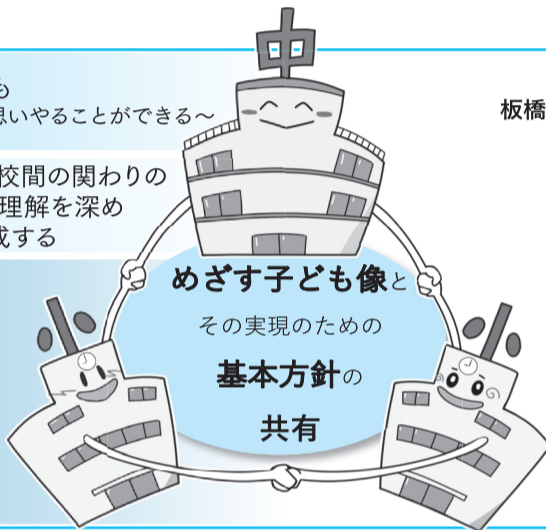 中
も
思いやることができる～
板橋
校間の関わりの
理解を深め
成する
めざす子ども像と
その実現のための
基本方針の
共有
小
小